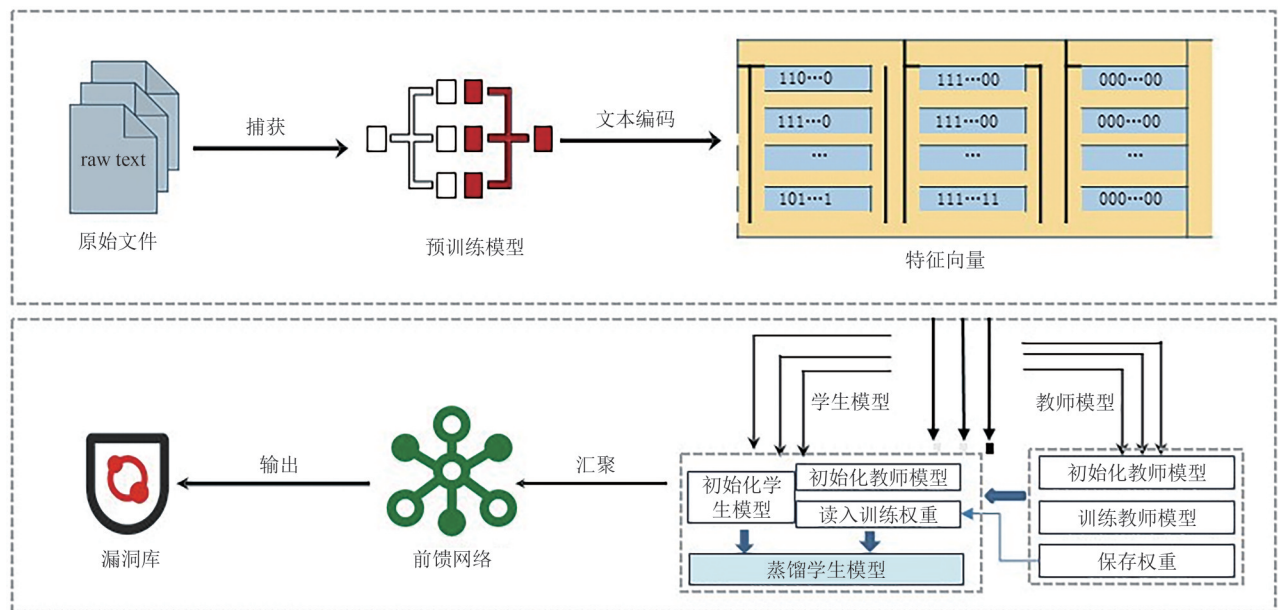 raw text
原始文件
捕获
预训练模型
文本编码
110…0
111…0
…
101…1
111…00
111…00
…
111…11
000…00
000…00
…
000…00
特征向量
学生模型
教师模型
初始化学
生模型
初始化教师模型
读入训练权重
蒸馏学生模型
初始化教师模型
训练教师模型
保存权重
汇聚
前馈网络
输出
漏洞库